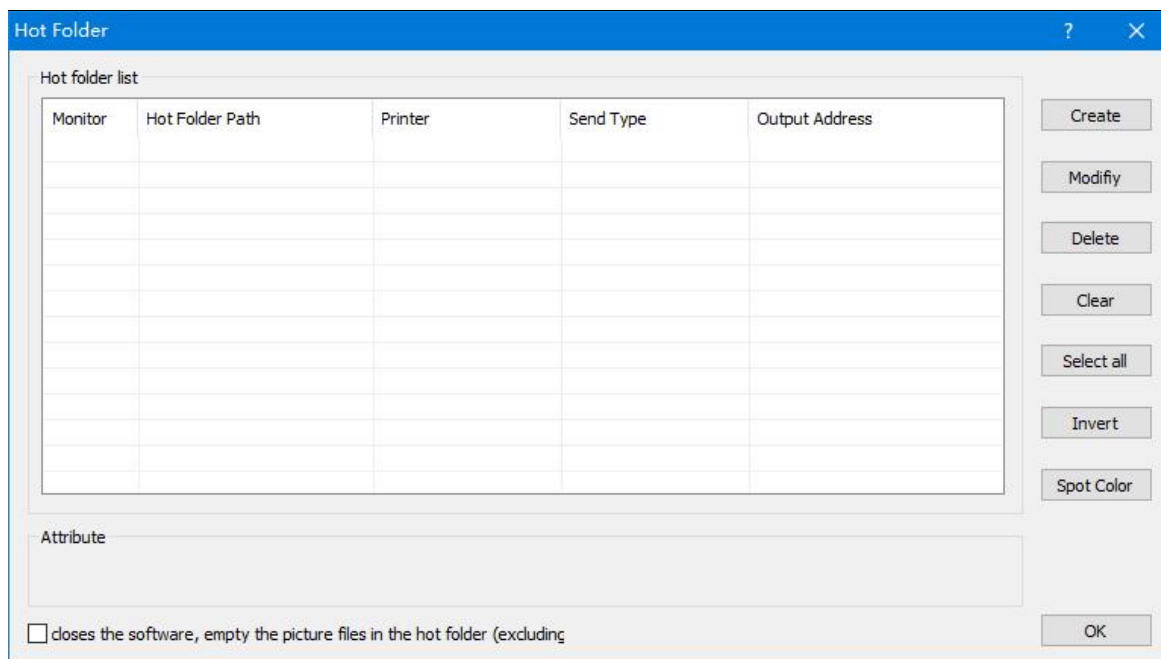 Hot Folder ?
Hot folder list
Monitor Hot Folder Path Printer Send Type Output Address
Create
Modifiy
Delete
Clear
Select all
Invert
Spot Color
Attribute
closes the software, empty the picture files in the hot folder (excluding
OK